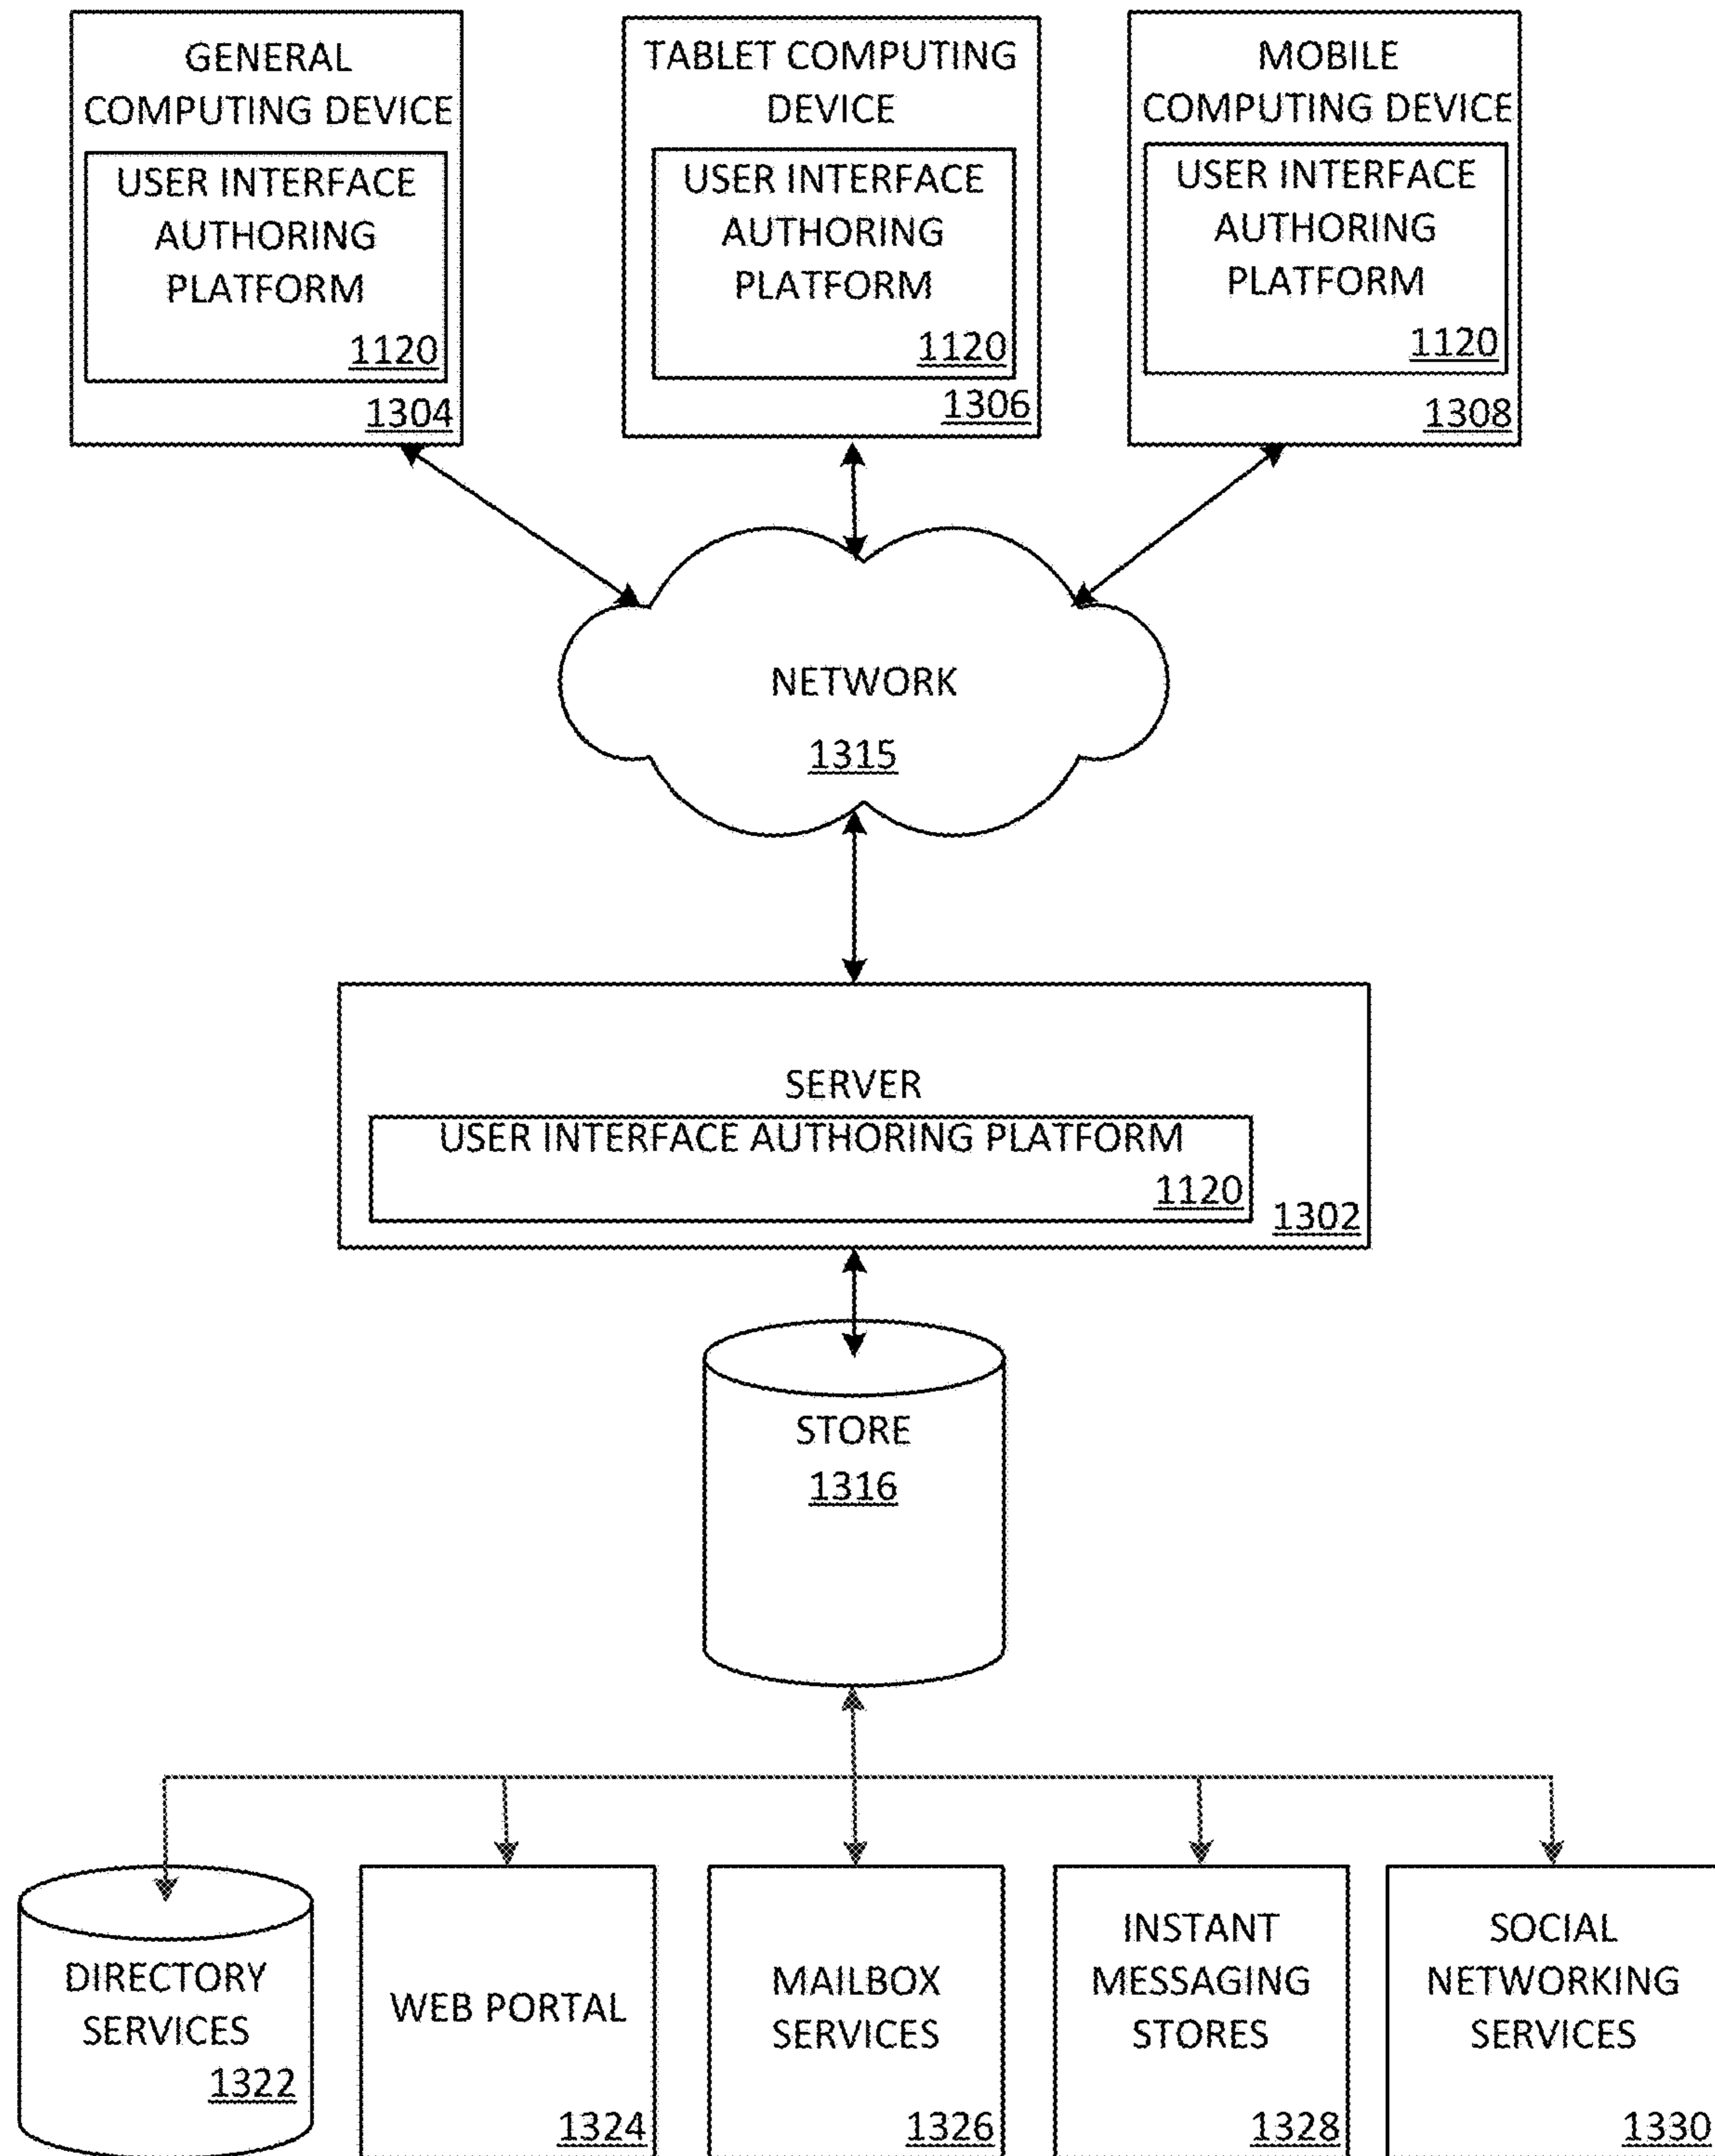 GENERAL
COMPUTING DEVICE
USER INTERFACE
AUTHORING
PLATFORM
1120
1304
TABLET COMPUTING
DEVICE
USER INTERFACE
AUTHORING
PLATFORM
1120
1306
MOBILE
COMPUTING DEVICE
USER INTERFACE
AUTHORING
PLATFORM
1120
1308
NETWORK
1315
SERVER
USER INTERFACE AUTHORING PLATFORM
1120
1302
STORE
1316
DIRECTORY
SERVICES
1322
WEB PORTAL
1324
MAILBOX
SERVICES
1326
INSTANT
MESSAGING
STORES
1328
SOCIAL
NETWORKING
SERVICES
1330